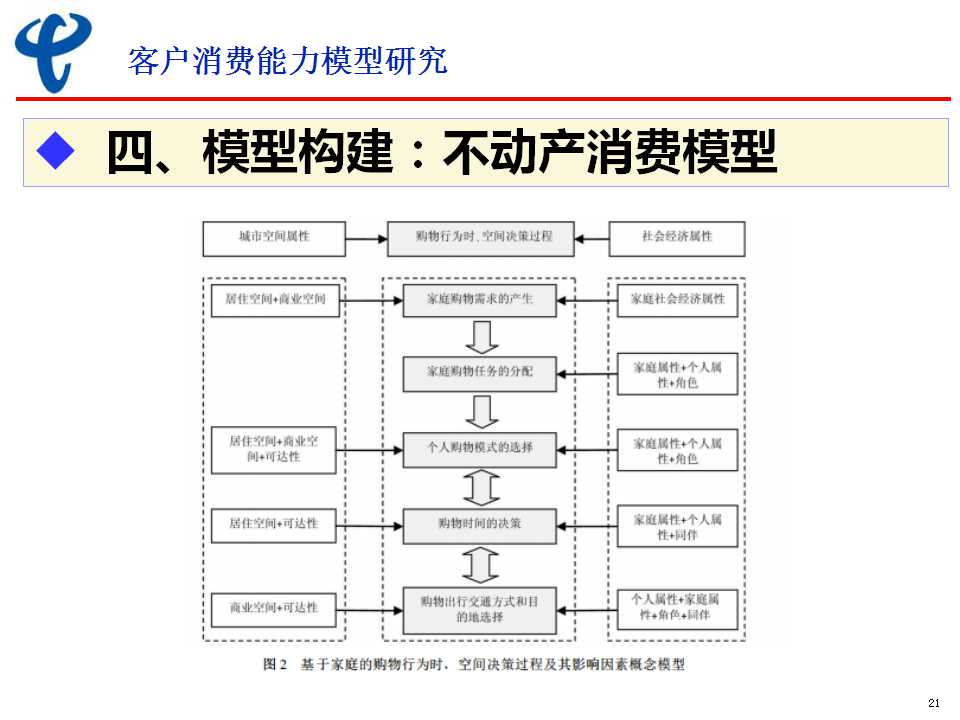 客户消费能力模型研究
四、模型构建：不动产消费模型
城市空间属性
购物行为时、空间决策过程
社会经济属性
居住空间+商业空间
家庭购物需求的产生
家庭社会经济属性
家庭购物任务的分配
家庭属性+个人属
性+角色
居住空间+商业空
间+可达性
个人购物模式的选择
家庭属性+个人属
性+角色
居住空间+可达性
购物时间的决策
家庭属性+个人属
性+同伴
商业空间+可达性
购物出行交通方式和目
的地选择
个人属性+家庭属
性+角色+同伴
图 2 基于家庭的购物行为时、空间决策过程及其影响因素概念模型
21